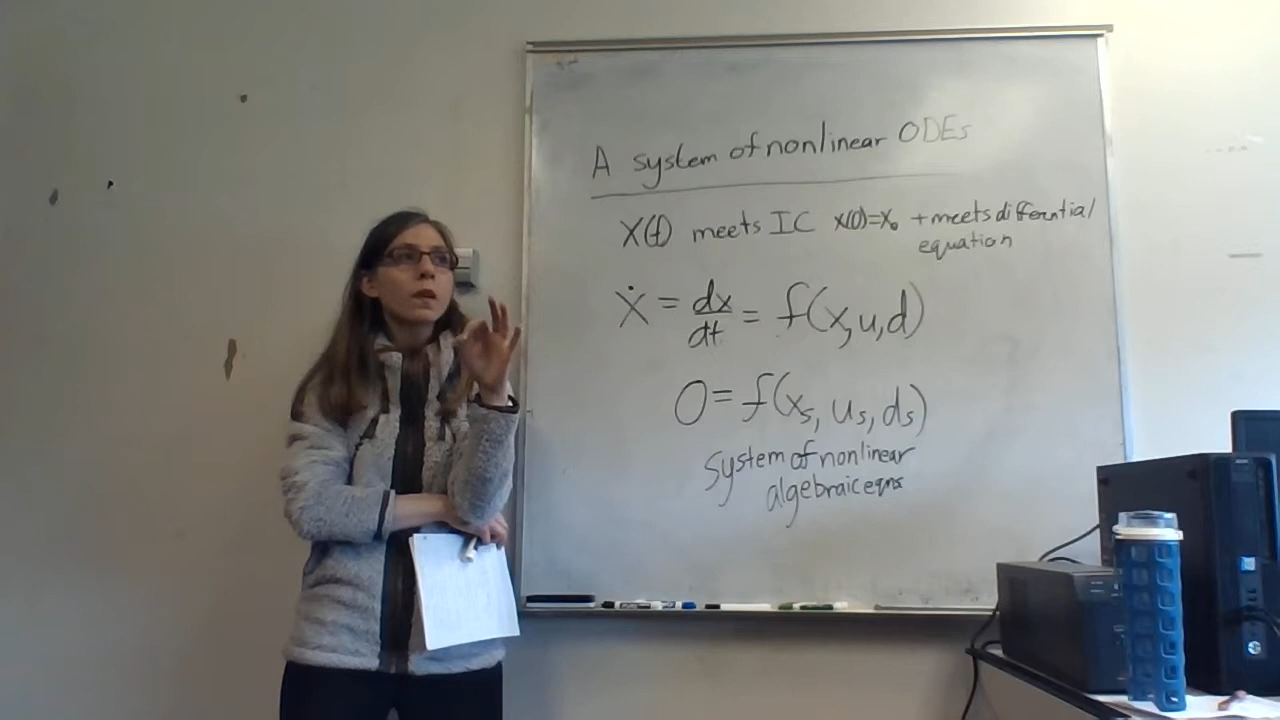 A system of nonlinear ODEs
X(t) meets IC x(0)=x₀ + meets differential
equation
ẋ = dx/dt = f(x,u,d)
0 = f(xₛ, uₛ, dₛ)
system of nonlinear
algebraic eqns